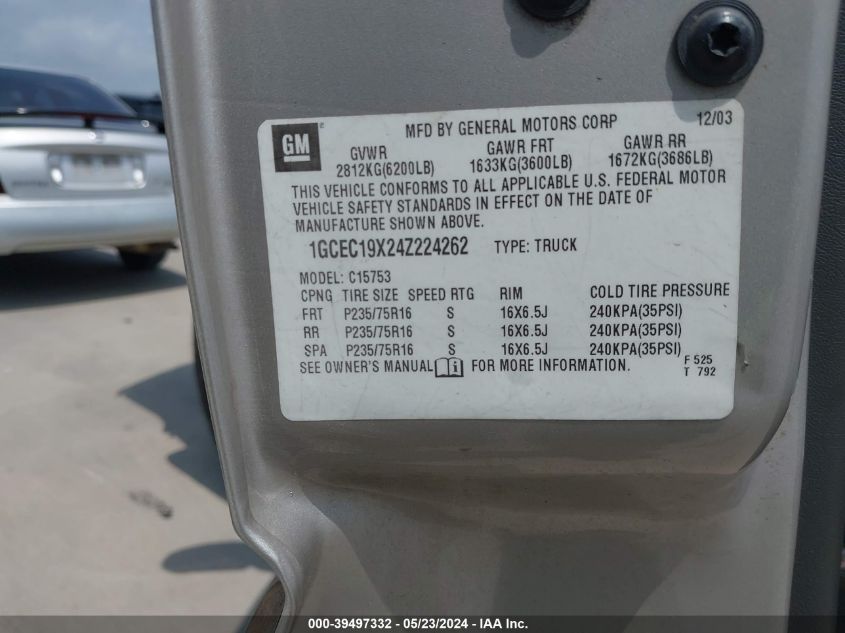 GM
MFD BY GENERAL MOTORS CORP 12/03
GVWR GAWR FRT GAWR RR
2812KG(6200LB) 1633KG(3600LB) 1672KG(3686LB)
THIS VEHICLE CONFORMS TO ALL APPLICABLE U.S. FEDERAL MOTOR
VEHICLE SAFETY STANDARDS IN EFFECT ON THE DATE OF
MANUFACTURE SHOWN ABOVE.
1GCEC19X24Z224262 TYPE: TRUCK
MODEL: C15753
CPNG TIRE SIZE SPEED RTG RIM COLD TIRE PRESSURE
FRT P235/75R16 S 16X6.5J 240KPA(35PSI)
RR P235/75R16 S 16X6.5J 240KPA(35PSI)
SPA P235/75R16 S 16X6.5J 240KPA(35PSI)
SEE OWNER'S MANUAL FOR MORE INFORMATION.
F 525
T 792
000-39497332 - 05/23/2024 - IAA Inc.